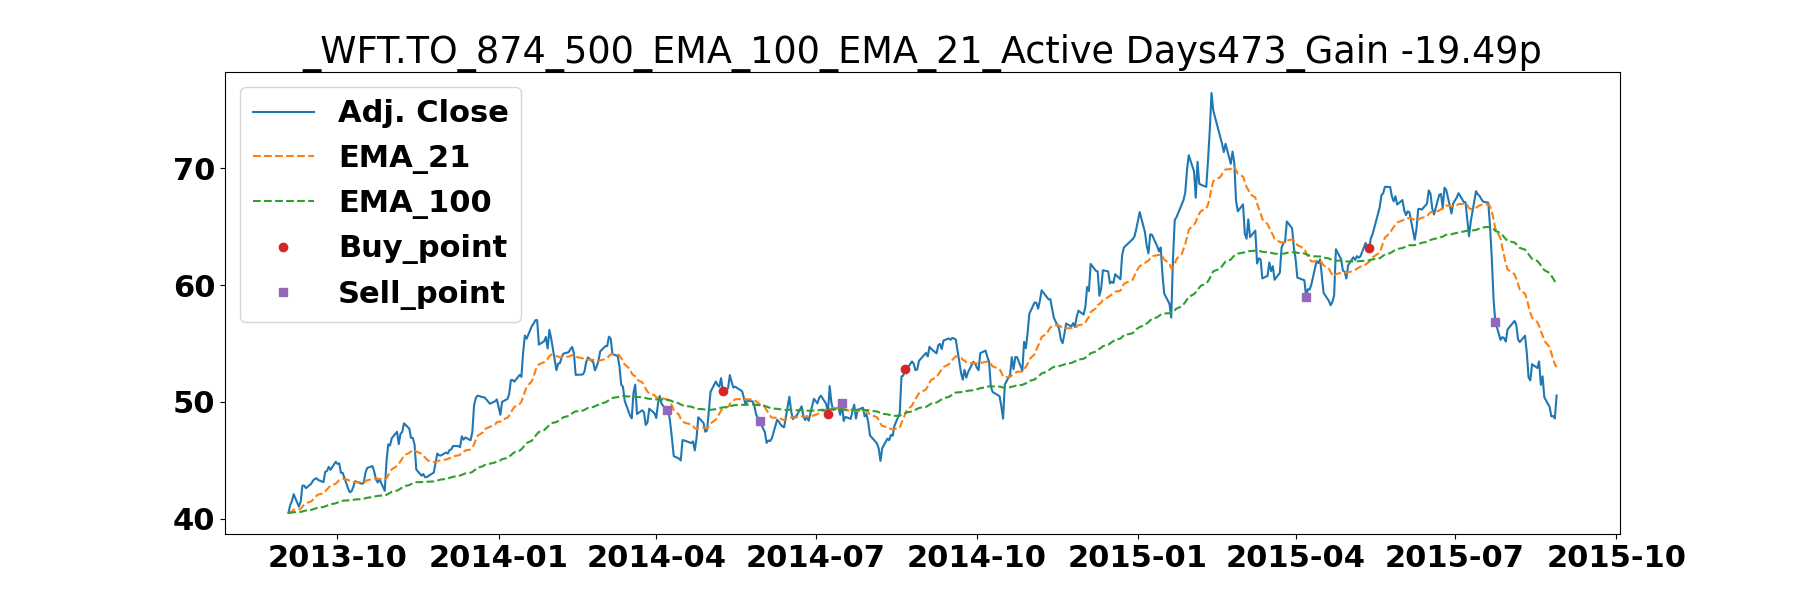 _WFT.TO_874_500_EMA_100_EMA_21_Active Days473_Gain -19.49p
Adj. Close
EMA_21
EMA_100
Buy_point
Sell_point
70
60
50
40
2013-10 2014-01 2014-04 2014-07 2014-10 2015-01 2015-04 2015-07 2015-10